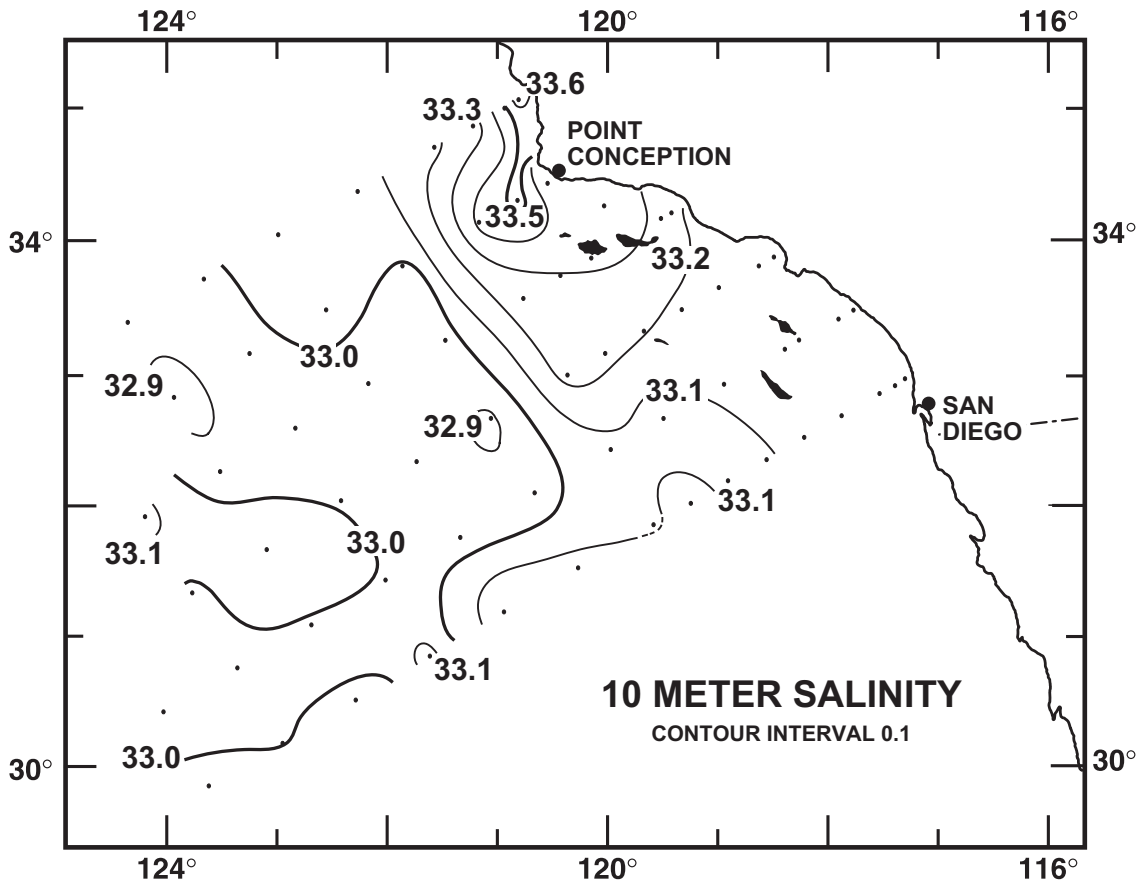 124° 120° 116°
33.6
33.3
POINT
CONCEPTION
33.5
34° 34°
33.2
33.0
32.9
33.1
32.9
SAN
DIEGO
33.1
33.0
33.1
33.1
10 METER SALINITY
CONTOUR INTERVAL 0.1
33.0
30° 30°
124° 120° 116°